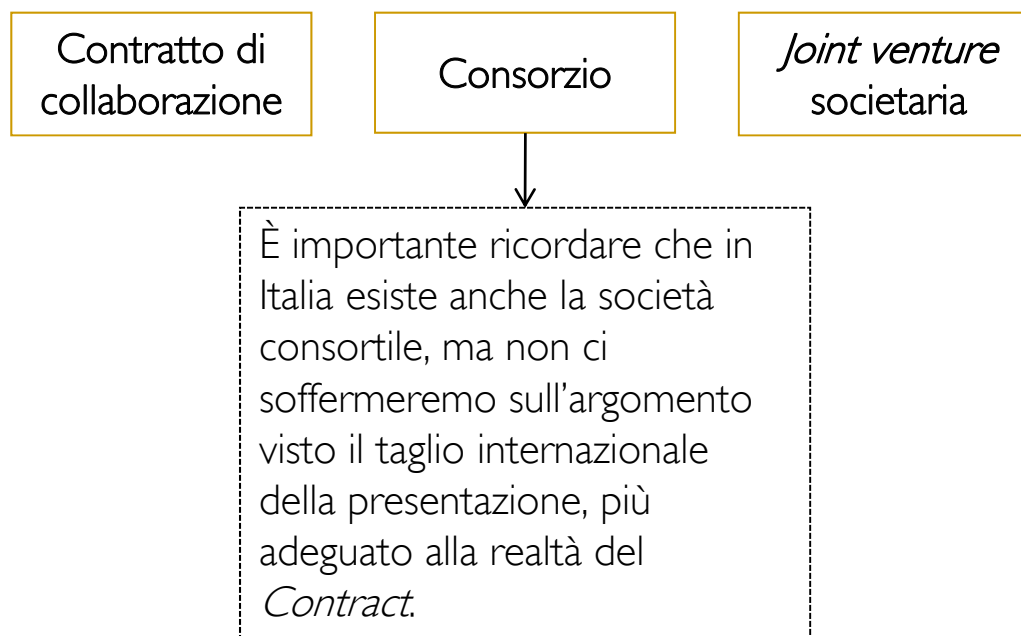 Contratto di
collaborazione
Consorzio
Joint venture
societaria
È importante ricordare che in
Italia esiste anche la società
consortile, ma non ci
soffermeremo sull'argomento
visto il taglio internazionale
della presentazione, più
adeguato alla realtà del
Contract.